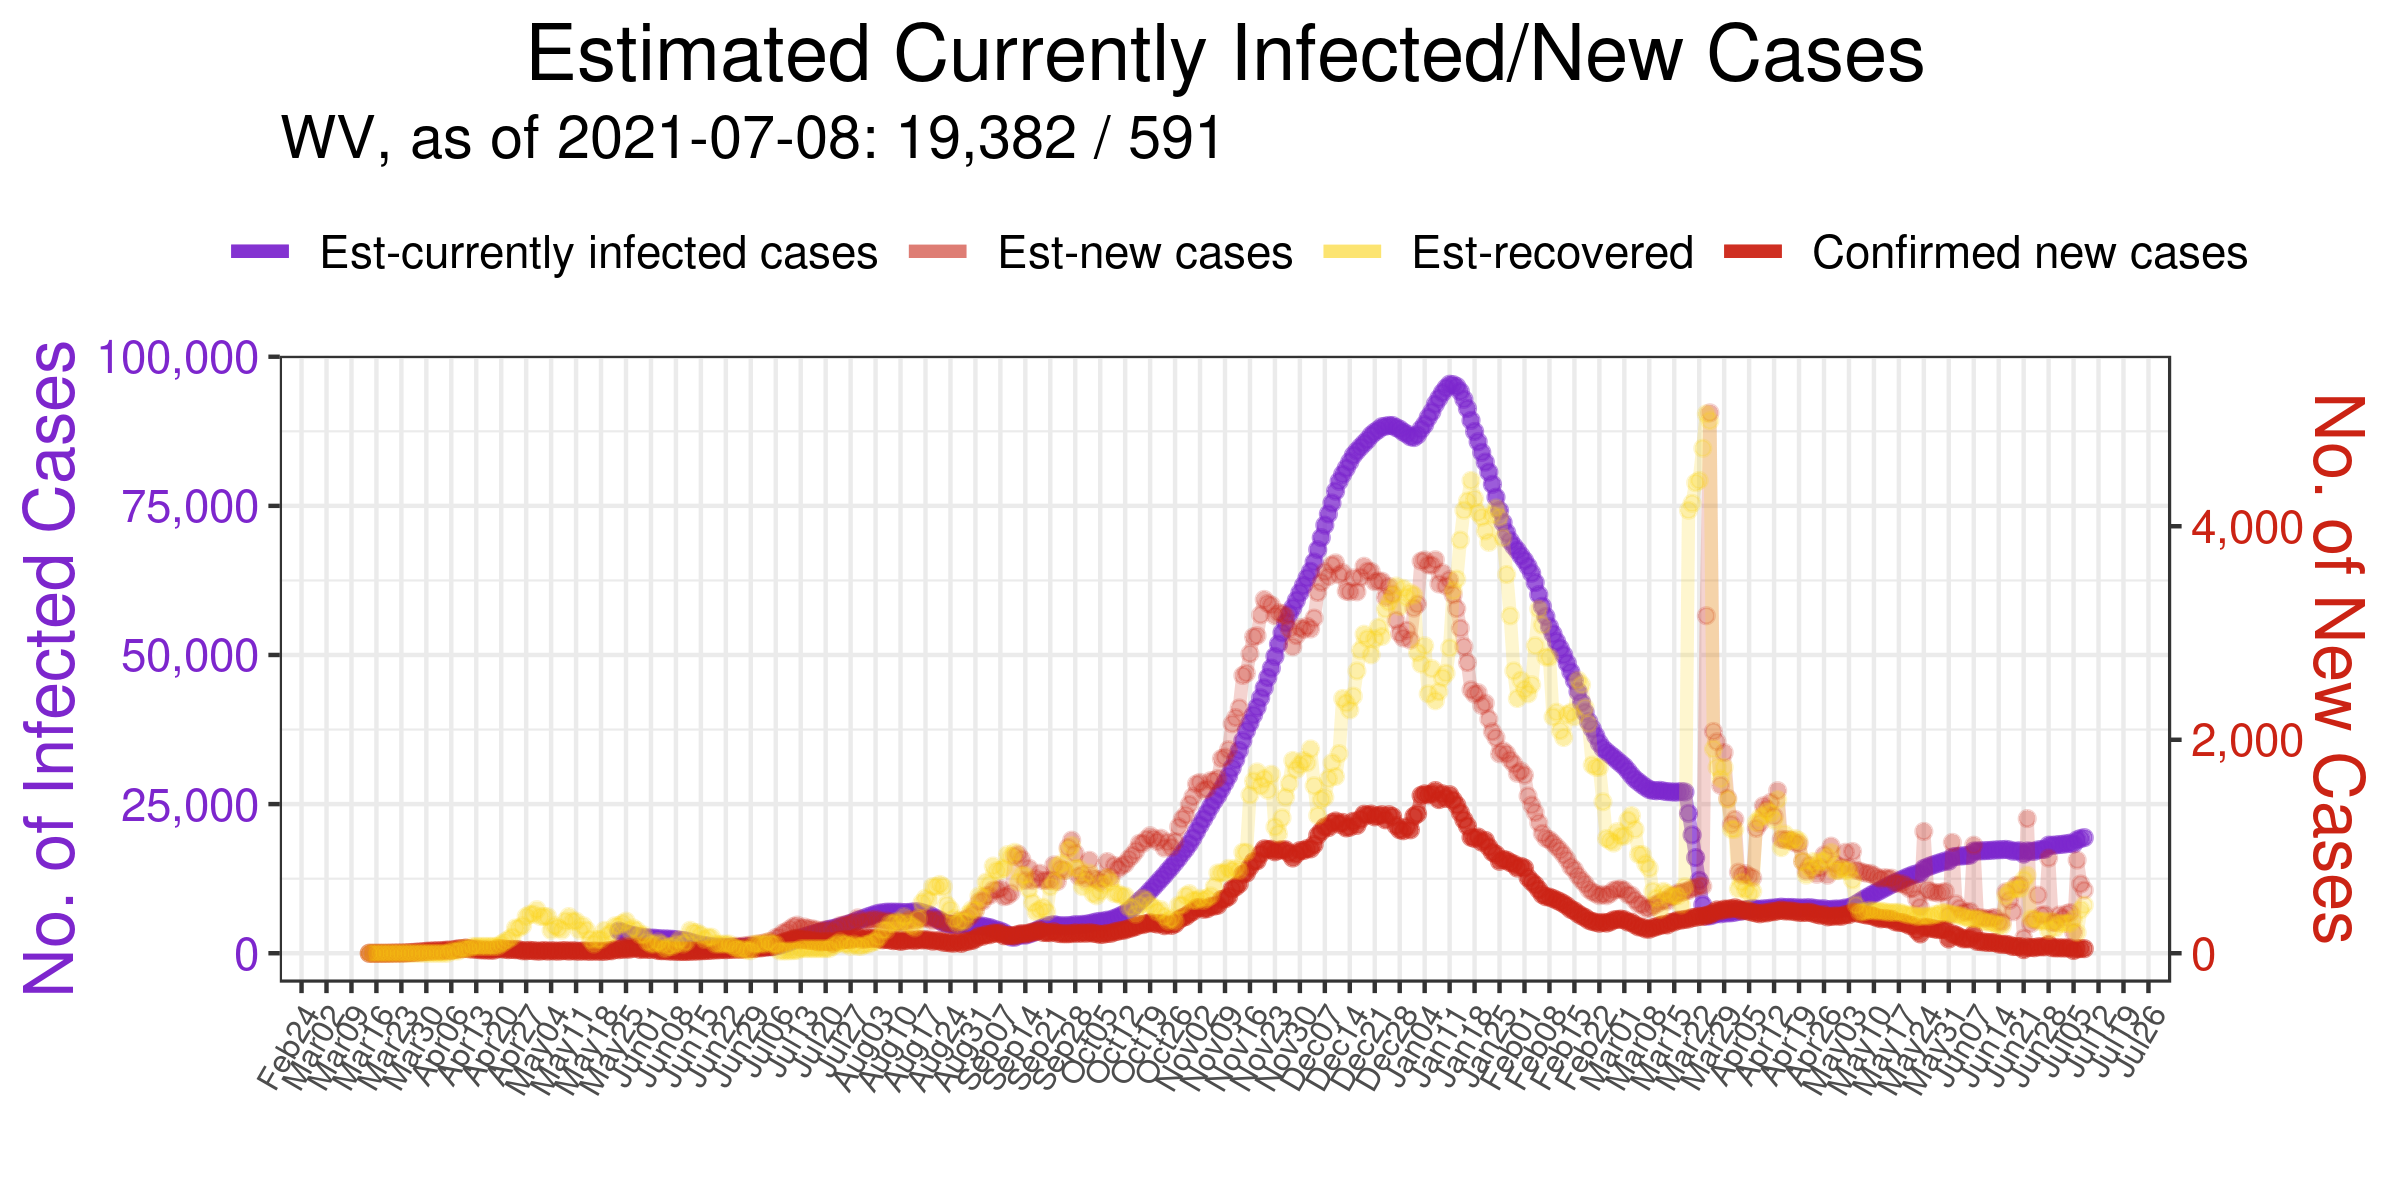 Estimated Currently Infected/New Cases
WV, as of 2021-07-08: 19,382 / 591
Est-currently infected cases Est-new cases Est-recovered Confirmed new cases
No. of Infected Cases
100,000
75,000
50,000
25,000
0
No. of New Cases
4,000
2,000
0
Feb24
Mar02
Mar09
Mar16
Mar23
Mar30
Apr06
Apr13
Apr20
Apr27
May04
May11
May18
May25
Jun01
Jun08
Jun15
Jun22
Jun29
Jul06
Jul13
Jul20
Jul27
Aug03
Aug10
Aug17
Aug24
Aug31
Sep07
Sep14
Sep21
Sep28
Oct05
Oct12
Oct19
Oct26
Nov02
Nov09
Nov16
Nov23
Nov30
Dec07
Dec14
Dec21
Dec28
Jan04
Jan11
Jan18
Jan25
Feb01
Feb08
Feb15
Feb22
Mar01
Mar08
Mar15
Mar22
Mar29
Apr05
Apr12
Apr19
Apr26
May03
May10
May17
May24
May31
Jun07
Jun14
Jun21
Jun28
Jul05
Jul12
Jul19
Jul26